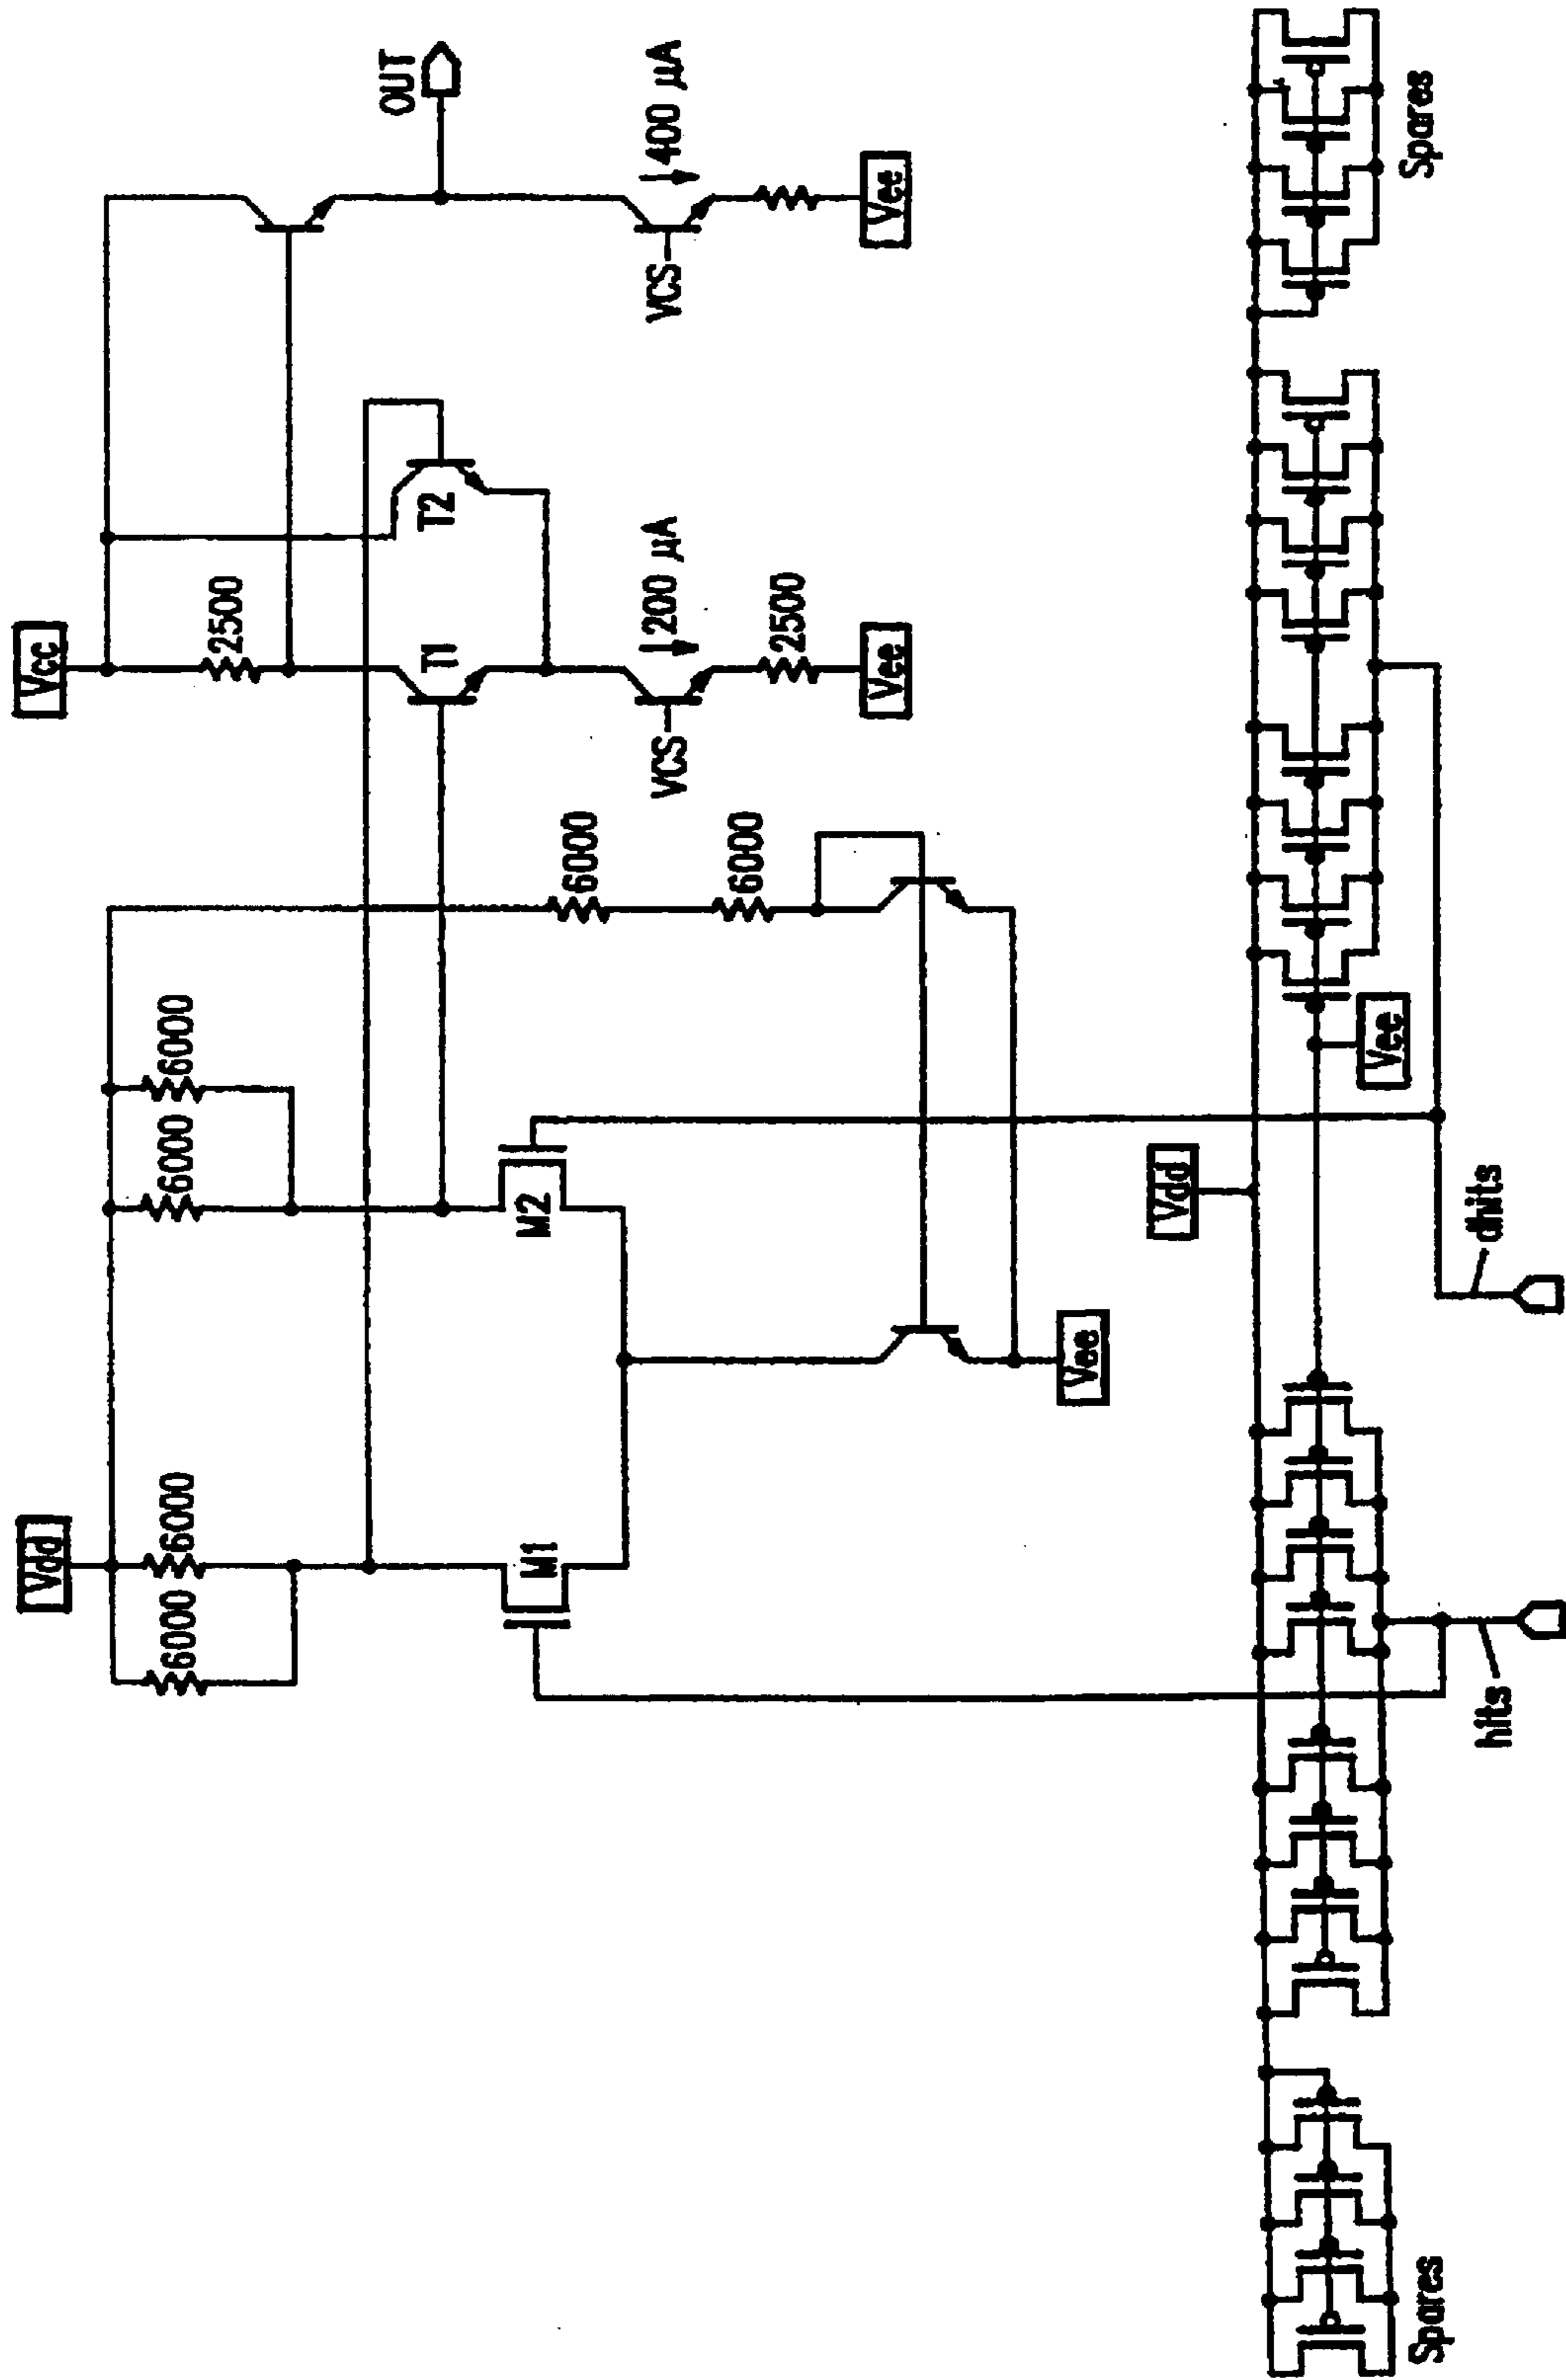 Vdd
Vcc
6000
6000
6000
6000
2500
OUT
M1
M2
T1
T2
6000
6000
VCS
200 µA
VCS
400 µA
2500
Vee
Vee
Vee
Vdd
Vee
Spares
hits
dhits
Spares